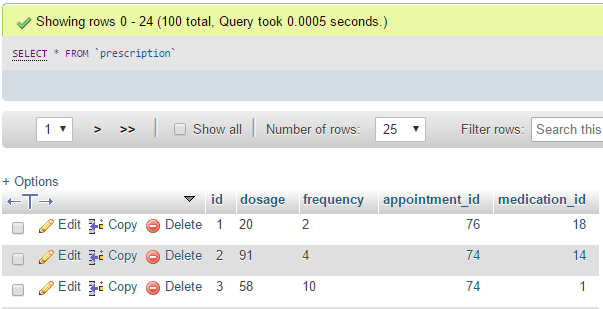 Showing rows 0 - 24 (100 total, Query took 0.0005 seconds.)
SELECT * FROM `prescription`
1 > >> Show all Number of rows: 25 Filter rows: Search this
+ Options
←T→ id dosage frequency appointment_id medication_id
Edit Copy Delete 1 20 2 76 18
Edit Copy Delete 2 91 4 74 14
Edit Copy Delete 3 58 10 74 1